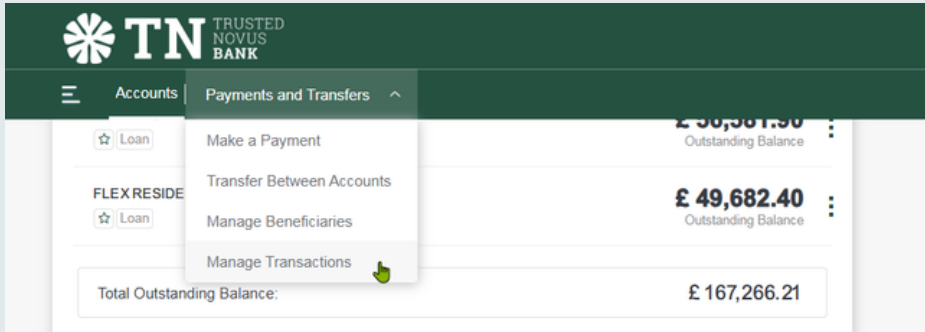 TN TRUSTED
NOVUS
BANK
Accounts | Payments and Transfers
Loan
Outstanding Balance
Make a Payment
Transfer Between Accounts
FLEX RESIDE
£ 49,682.40
Loan
Outstanding Balance
Manage Beneficiaries
Manage Transactions
Total Outstanding Balance:
£ 167,266.21